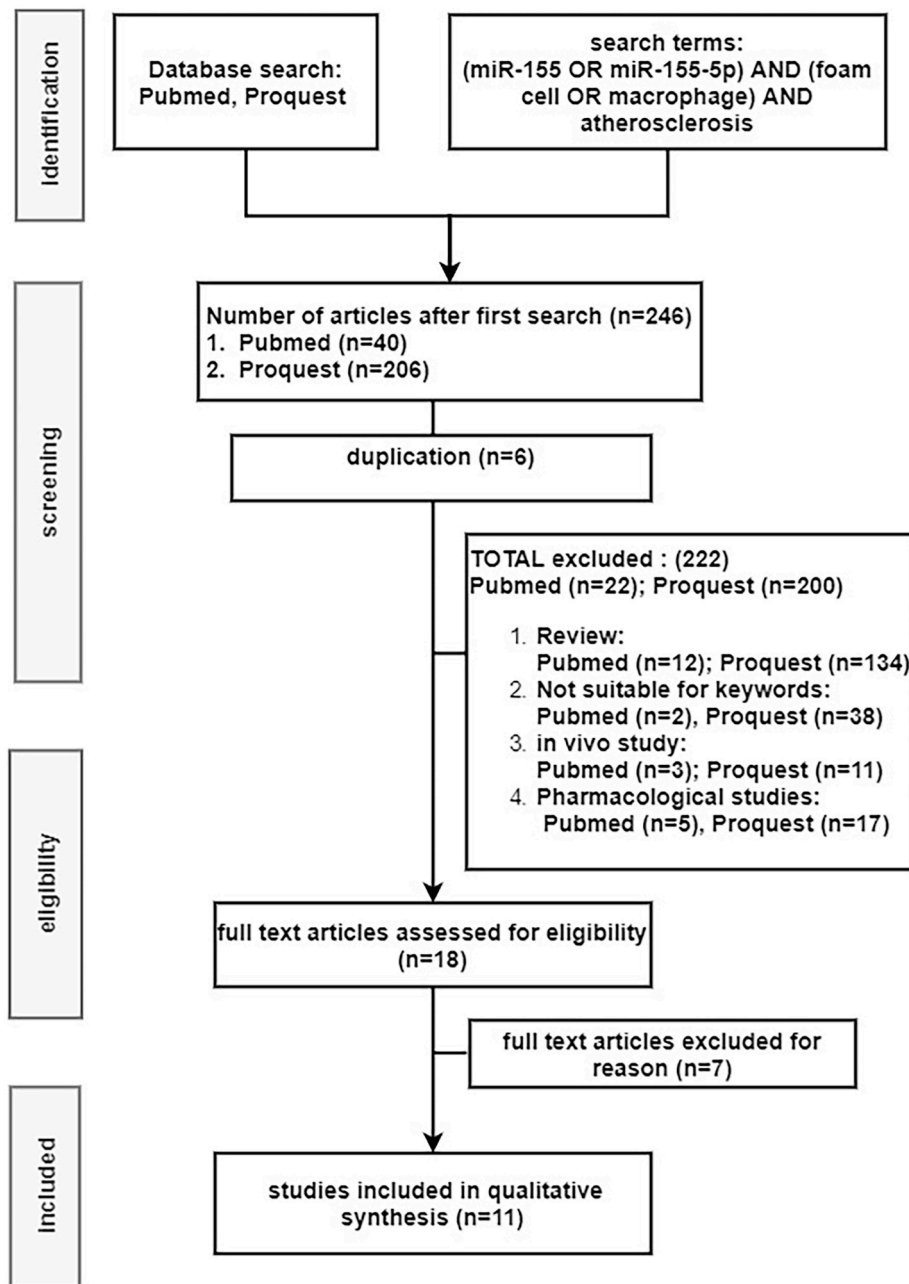 Identification
Database search:
Pubmed, Proquest
search terms:
(miR-155 OR miR-155-5p) AND (foam
cell OR macrophage) AND
atherosclerosis
screening
Number of articles after first search (n=246)
1. Pubmed (n=40)
2. Proquest (n=206)
duplication (n=6)
TOTAL excluded : (222)
Pubmed (n=22); Proquest (n=200)
1. Review:
Pubmed (n=12); Proquest (n=134)
2. Not suitable for keywords:
Pubmed (n=2), Proquest (n=38)
3. in vivo study:
Pubmed (n=3); Proquest (n=11)
4. Pharmacological studies:
Pubmed (n=5), Proquest (n=17)
eligibility
full text articles assessed for eligibility
(n=18)
full text articles excluded for
reason (n=7)
Included
studies included in qualitative
synthesis (n=11)